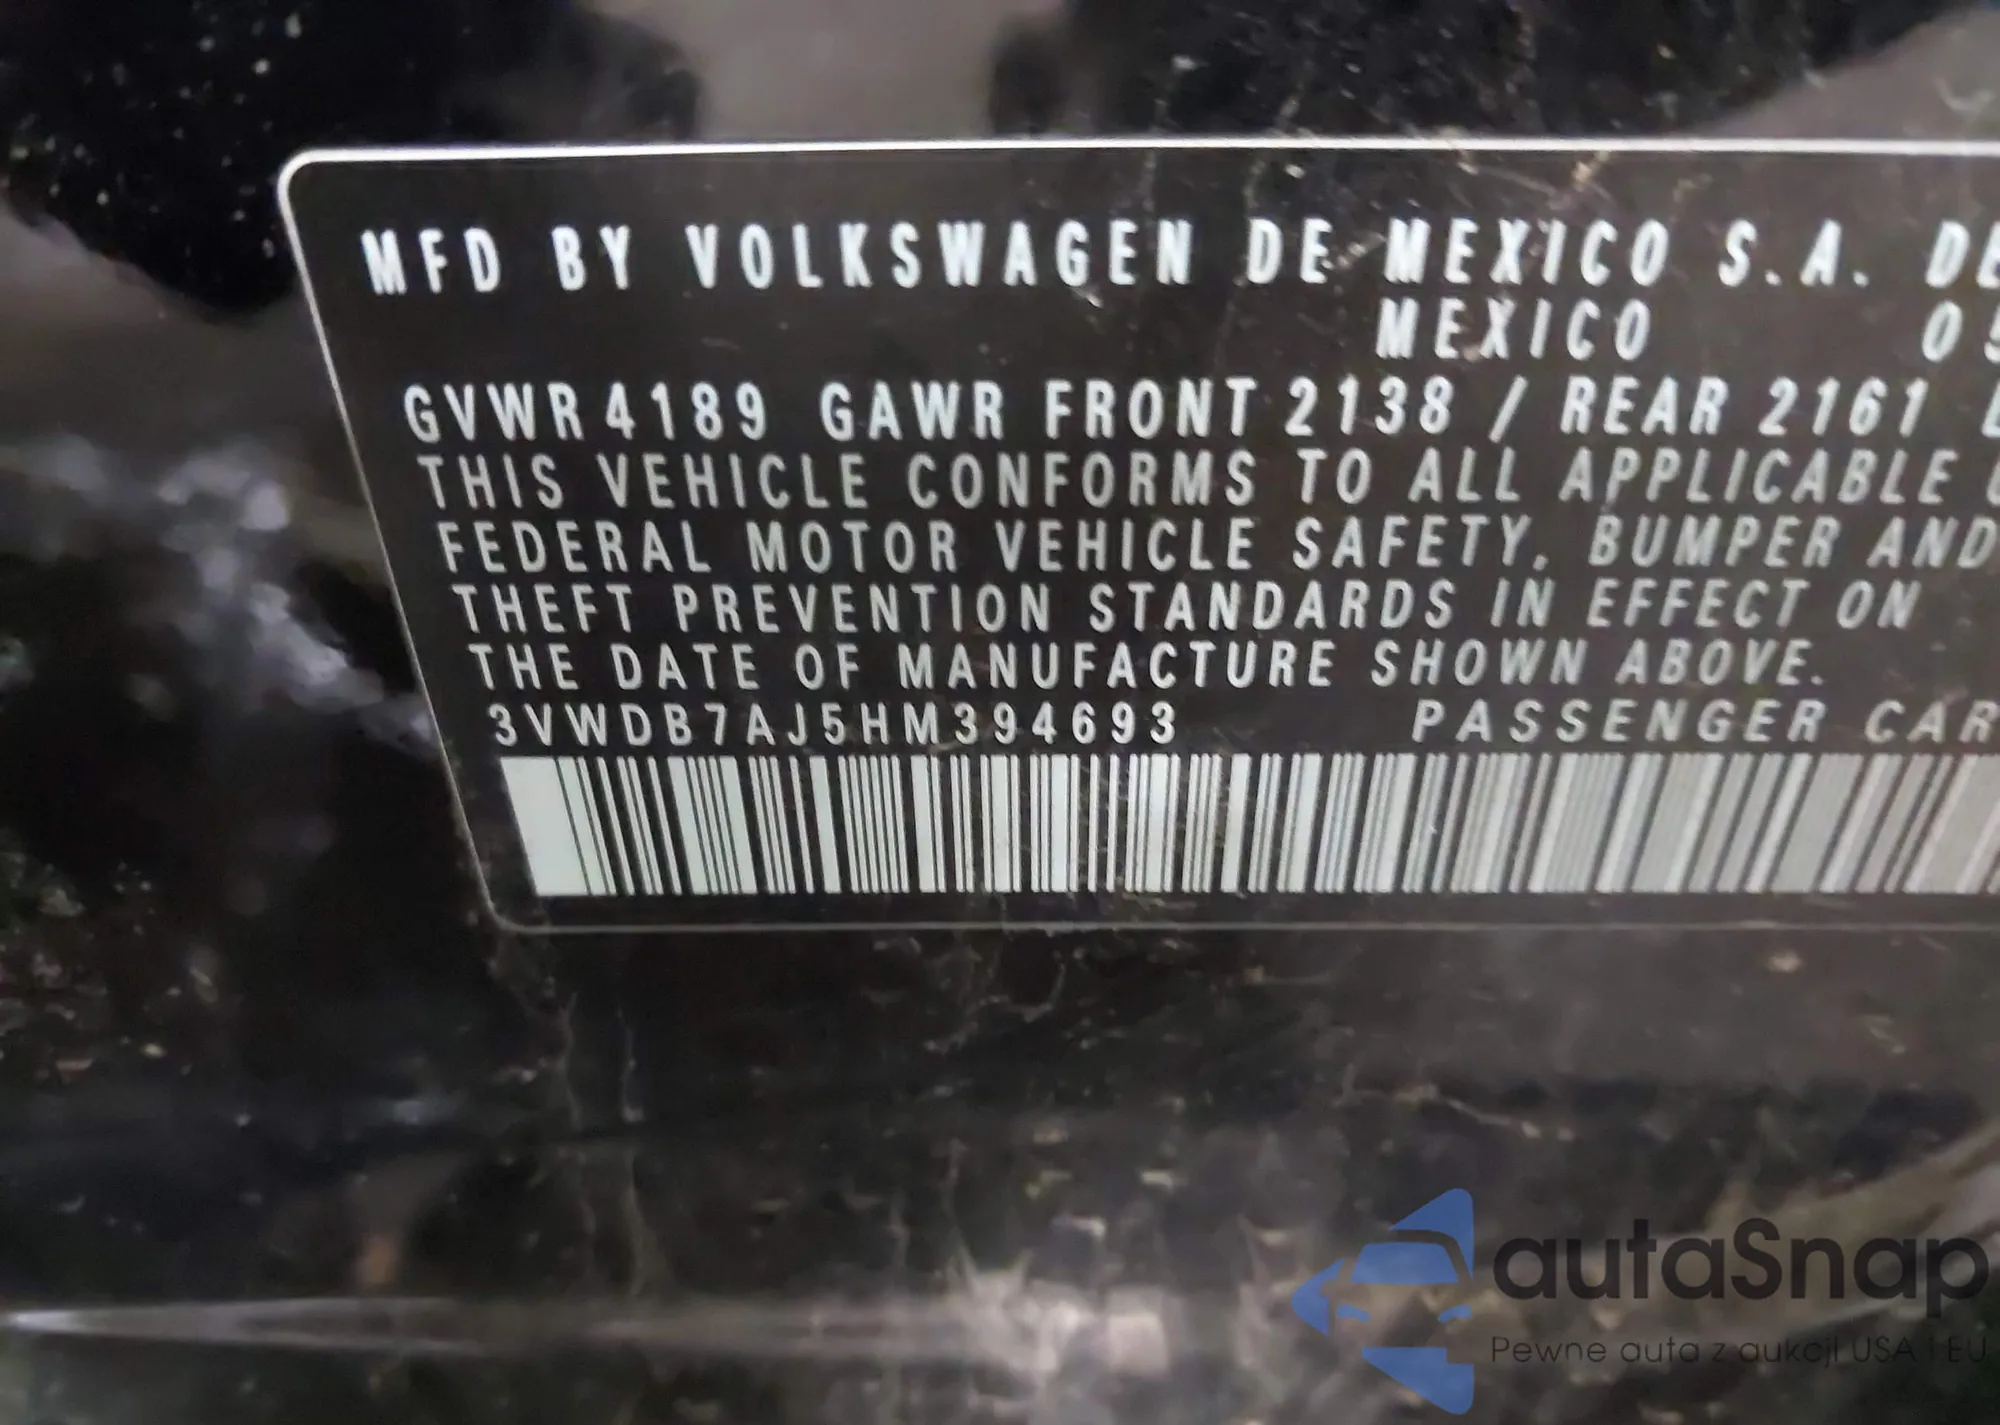 MFD BY VOLKSWAGEN DE MEXICO S.A. DE
MEXICO 05
GVWR 4189 GAWR FRONT 2138 / REAR 2161 L
THIS VEHICLE CONFORMS TO ALL APPLICABLE
FEDERAL MOTOR VEHICLE SAFETY, BUMPER AND
THEFT PREVENTION STANDARDS IN EFFECT ON
THE DATE OF MANUFACTURE SHOWN ABOVE.
3VWDB7AJ5HM394693 PASSENGER CAR
autaSnap
Pewne auta z aukcji USA i EU